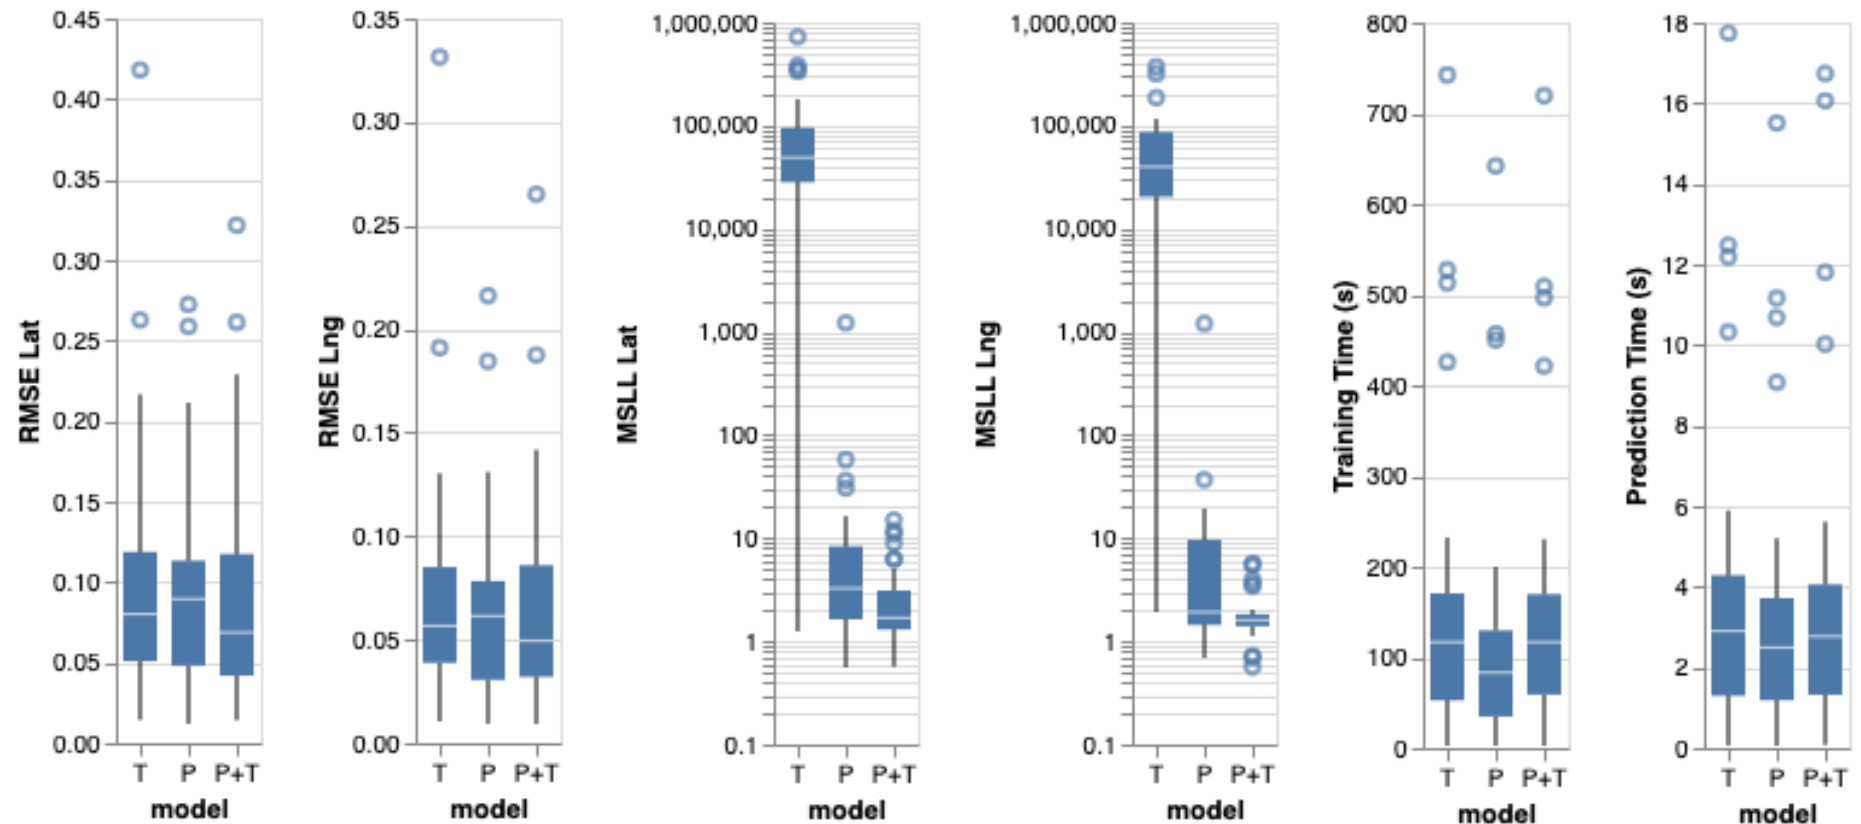 RMSE Lat
0.45
0.40
0.35
0.30
0.25
0.20
0.15
0.10
0.05
0.00
T P P+T
model
RMSE Lng
0.35
0.30
0.25
0.20
0.15
0.10
0.05
0.00
T P P+T
model
MSLL Lat
1,000,000
100,000
10,000
1,000
100
10
1
0.1
T P P+T
model
MSLL Lng
1,000,000
100,000
10,000
1,000
100
10
1
0.1
T P P+T
model
Training Time (s)
800
700
600
500
400
300
200
100
0
T P P+T
model
Prediction Time (s)
18
16
14
12
10
8
6
4
2
0
T P P+T
model